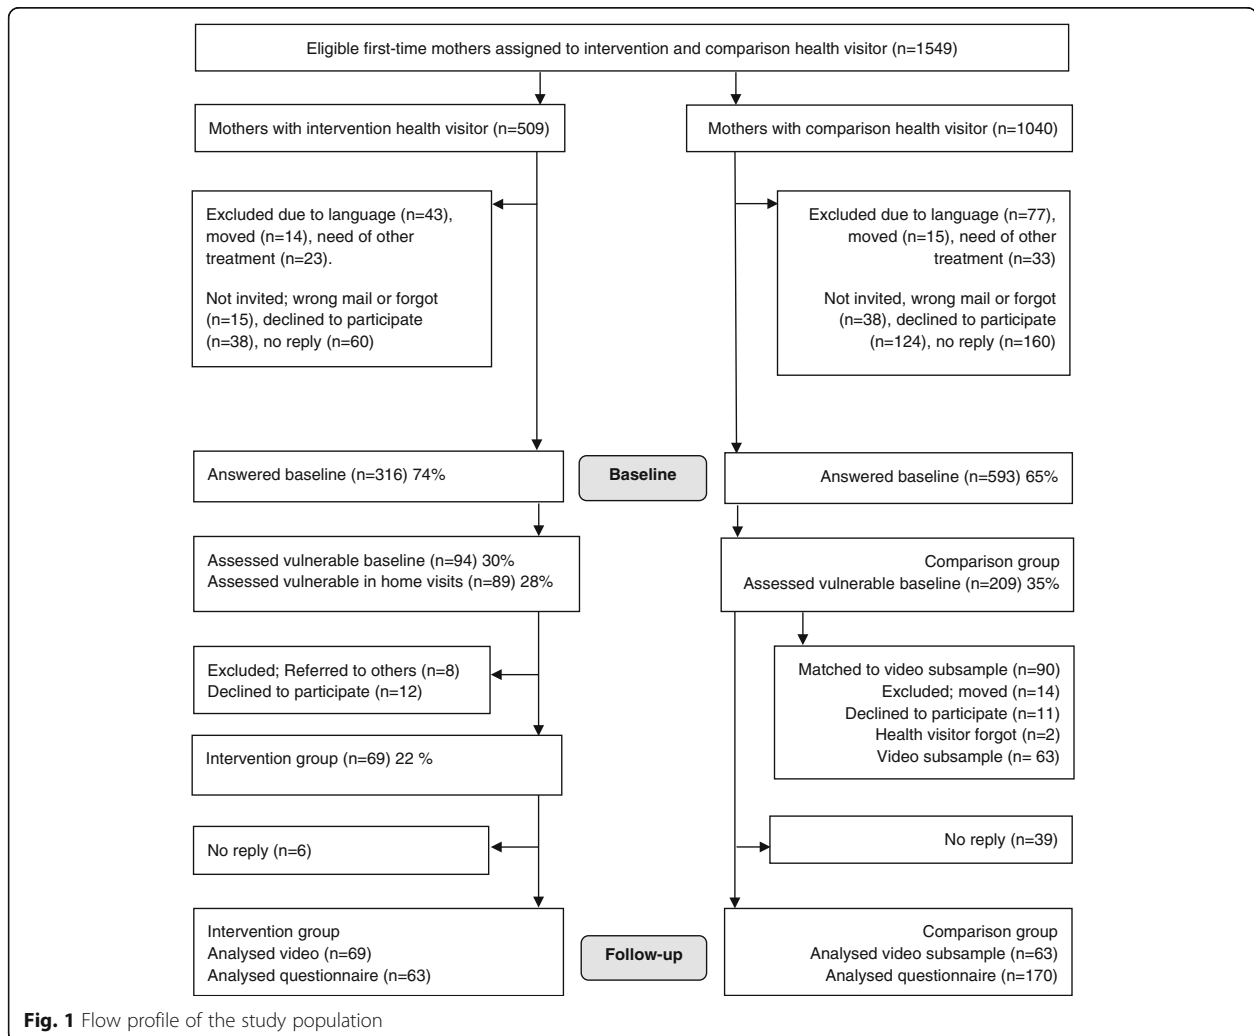 Eligible first-time mothers assigned to intervention and comparison health visitor (n=1549)
Mothers with intervention health visitor (n=509)
Mothers with comparison health visitor (n=1040)
Excluded due to language (n=43),
moved (n=14), need of other
treatment (n=23).
Not invited; wrong mail or forgot
(n=15), declined to participate
(n=38), no reply (n=60)
Excluded due to language (n=77),
moved (n=15), need of other
treatment (n=33)
Not invited, wrong mail or forgot
(n=38), declined to participate
(n=124), no reply (n=160)
Answered baseline (n=316) 74%
Baseline
Answered baseline (n=593) 65%
Assessed vulnerable baseline (n=94) 30%
Assessed vulnerable in home visits (n=89) 28%
Comparison group
Assessed vulnerable baseline (n=209) 35%
Excluded; Referred to others (n=8)
Declined to participate (n=12)
Matched to video subsample (n=90)
Excluded; moved (n=14)
Declined to participate (n=11)
Health visitor forgot (n=2)
Video subsample (n= 63)
Intervention group (n=69) 22 %
No reply (n=6)
No reply (n=39)
Intervention group
Analysed video (n=69)
Analysed questionnaire (n=63)
Follow-up
Comparison group
Analysed video subsample (n=63)
Analysed questionnaire (n=170)
Fig. 1 Flow profile of the study population